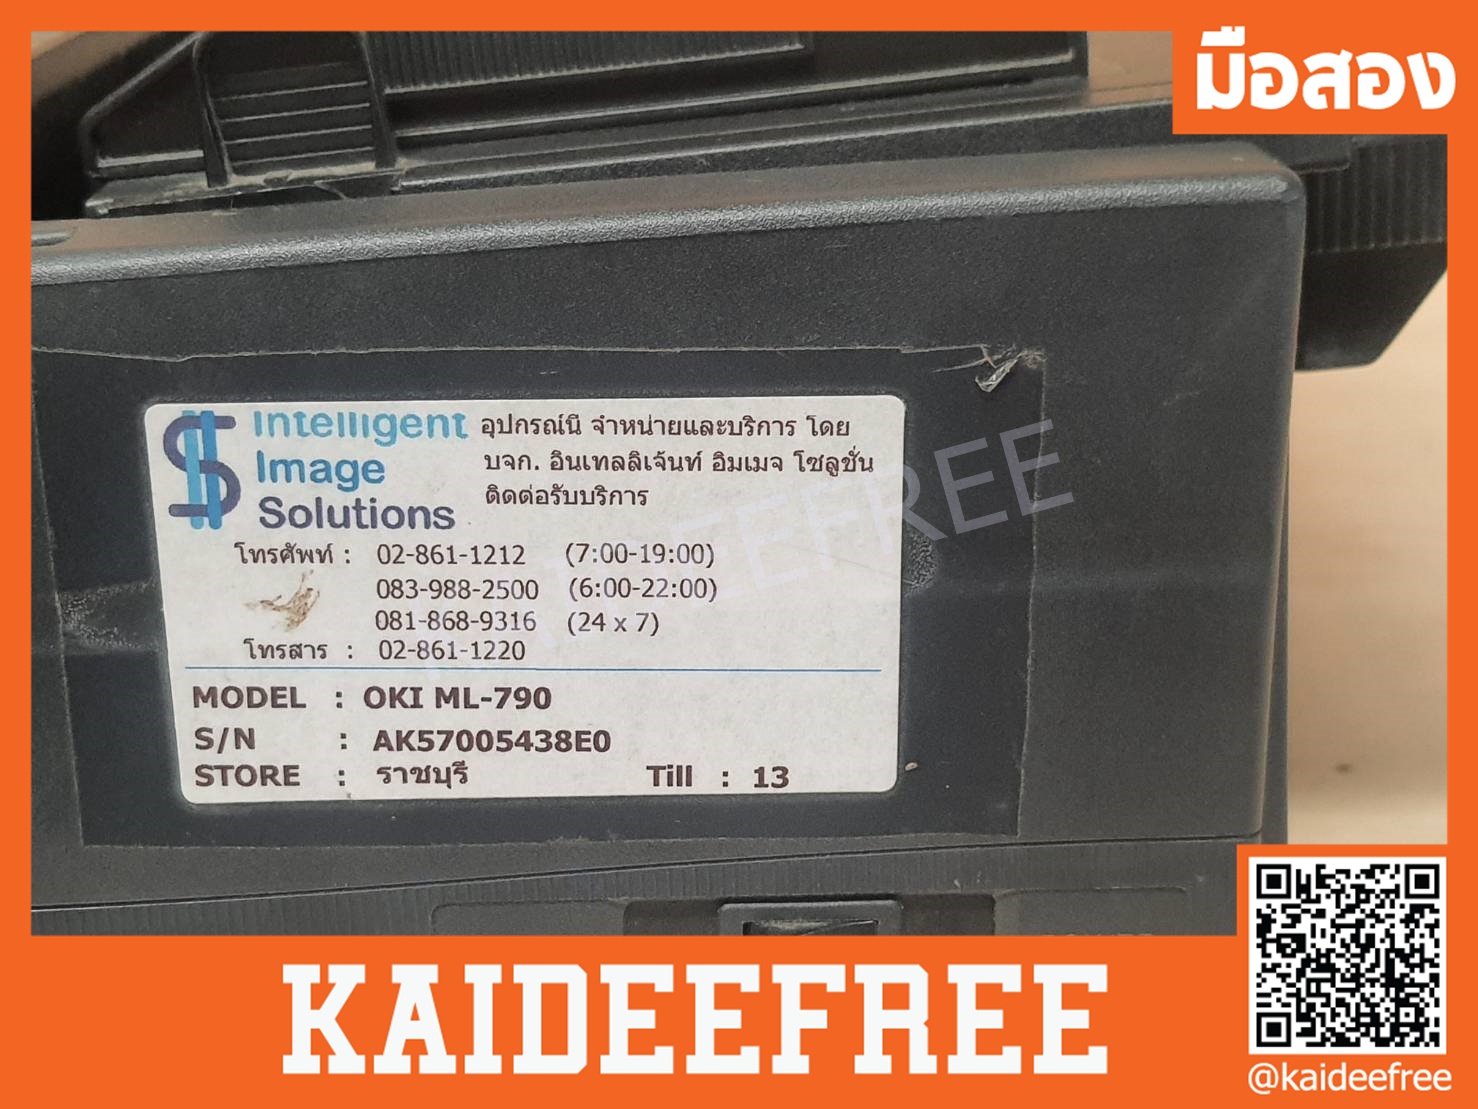 มือสอง
Intelligent
Image
Solutions
อุปกรณ์นี้ จำหน่ายและบริการ โดย
บจก. อินเทลลิเจ้นท์ อิมเมจ โซลูชั่น
ติดต่อรับบริการ
โทรศัพท์ : 02-861-1212 (7:00-19:00)
083-988-2500 (6:00-22:00)
081-868-9316 (24 x 7)
โทรสาร : 02-861-1220
MODEL : OKI ML-790
S/N : AK57005438E0
STORE : ราชบุรี Till : 13
KAIDEEFREE
KAIDEEFREE
@kaideefree